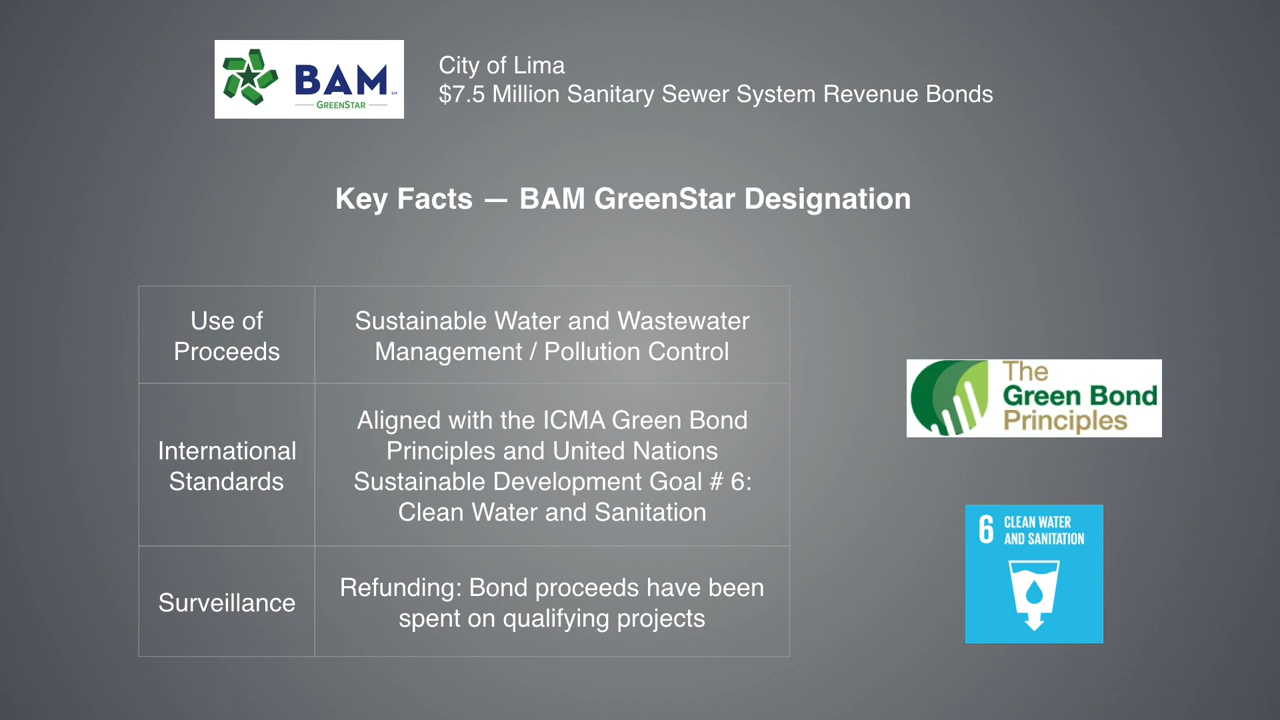 BAM
GREENSTAR
City of Lima
$7.5 Million Sanitary Sewer System Revenue Bonds
Key Facts — BAM GreenStar Designation
Use of
Proceeds
Sustainable Water and Wastewater
Management / Pollution Control
International
Standards
Aligned with the ICMA Green Bond
Principles and United Nations
Sustainable Development Goal # 6:
Clean Water and Sanitation
Surveillance
Refunding: Bond proceeds have been
spent on qualifying projects
The
Green Bond
Principles
6 CLEAN WATER
AND SANITATION